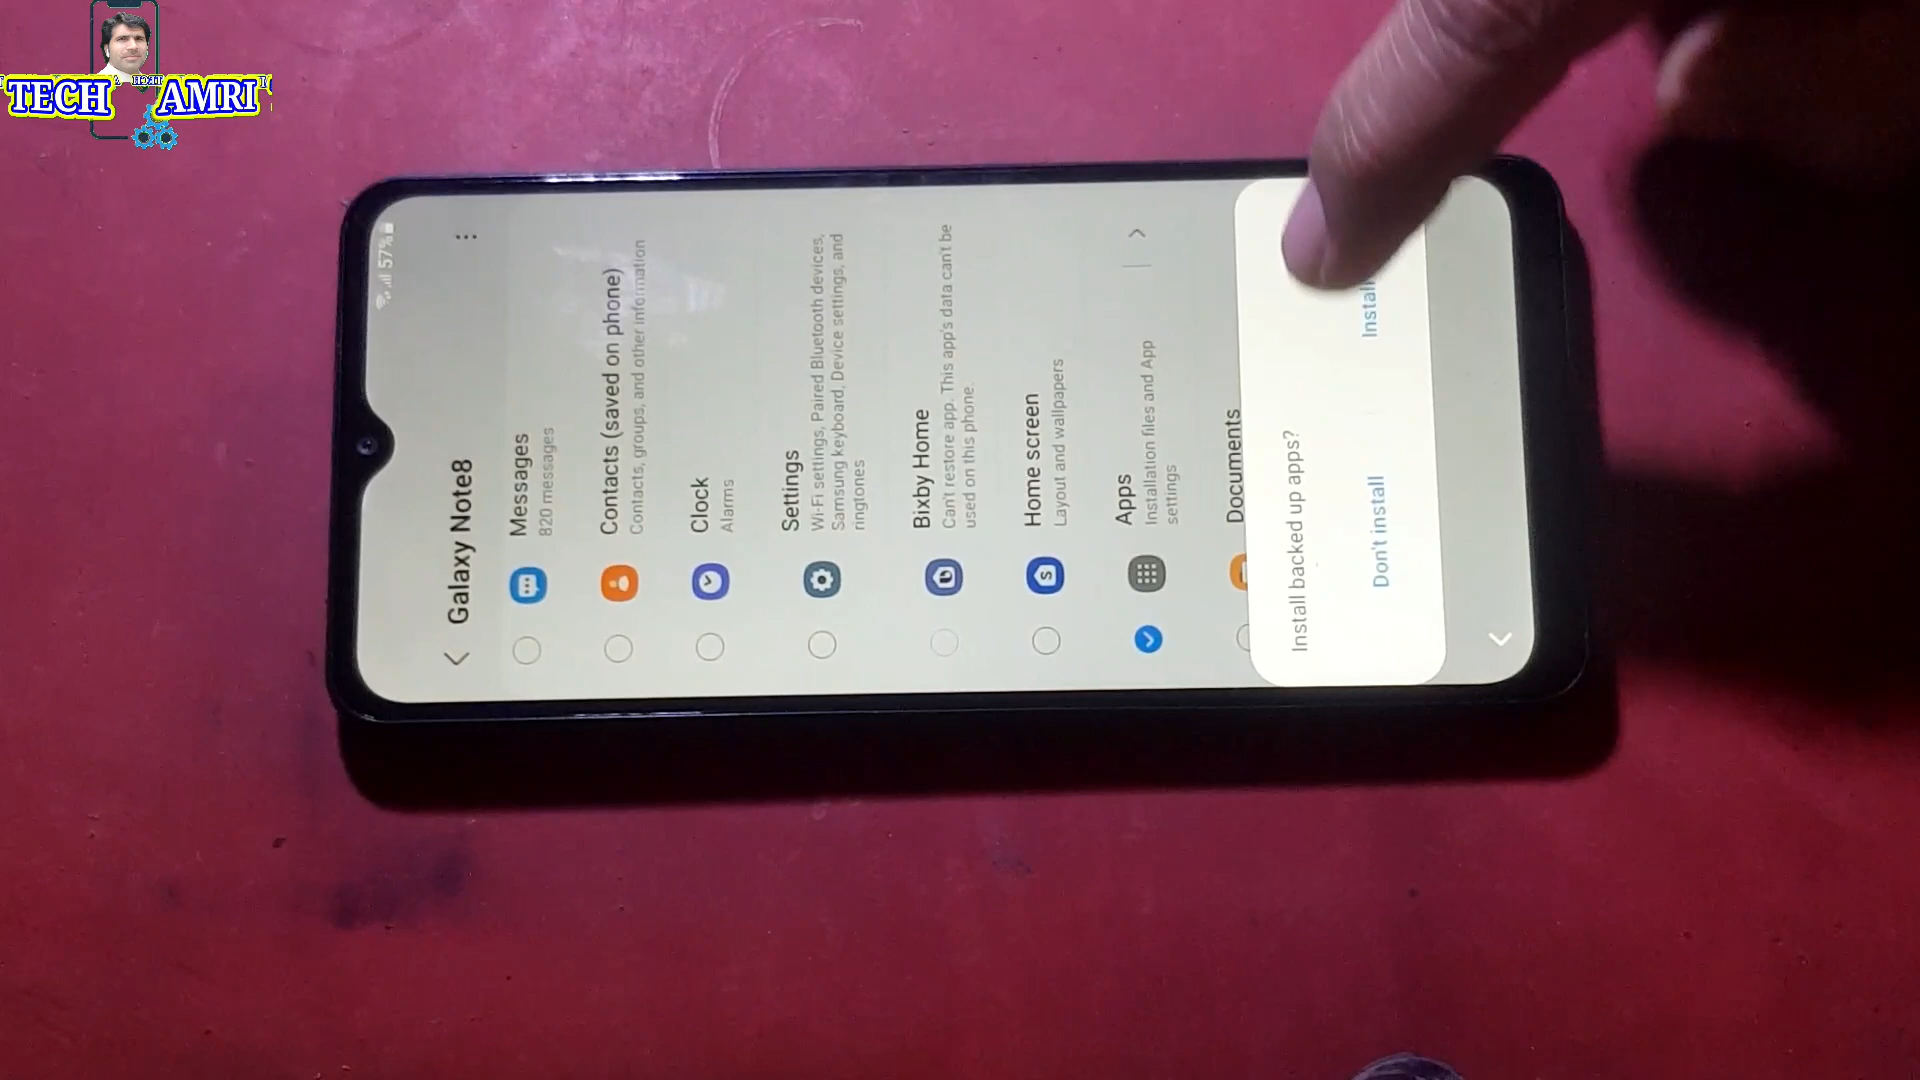 TECH AMRI
57%
Galaxy Note8
Messages
820 messages
Contacts (saved on phone)
Contacts, groups, and other information
Clock
Alarms
Settings
Wi-Fi settings, Paired Bluetooth devices,
Samsung keyboard, Device settings, and
ringtones
Bixby Home
Can't restore app. This app's data can't be
used on this phone.
Home screen
Layout and wallpapers
Apps
Installation files and App
settings
Documents
Install backed up apps?
Don't install
Install